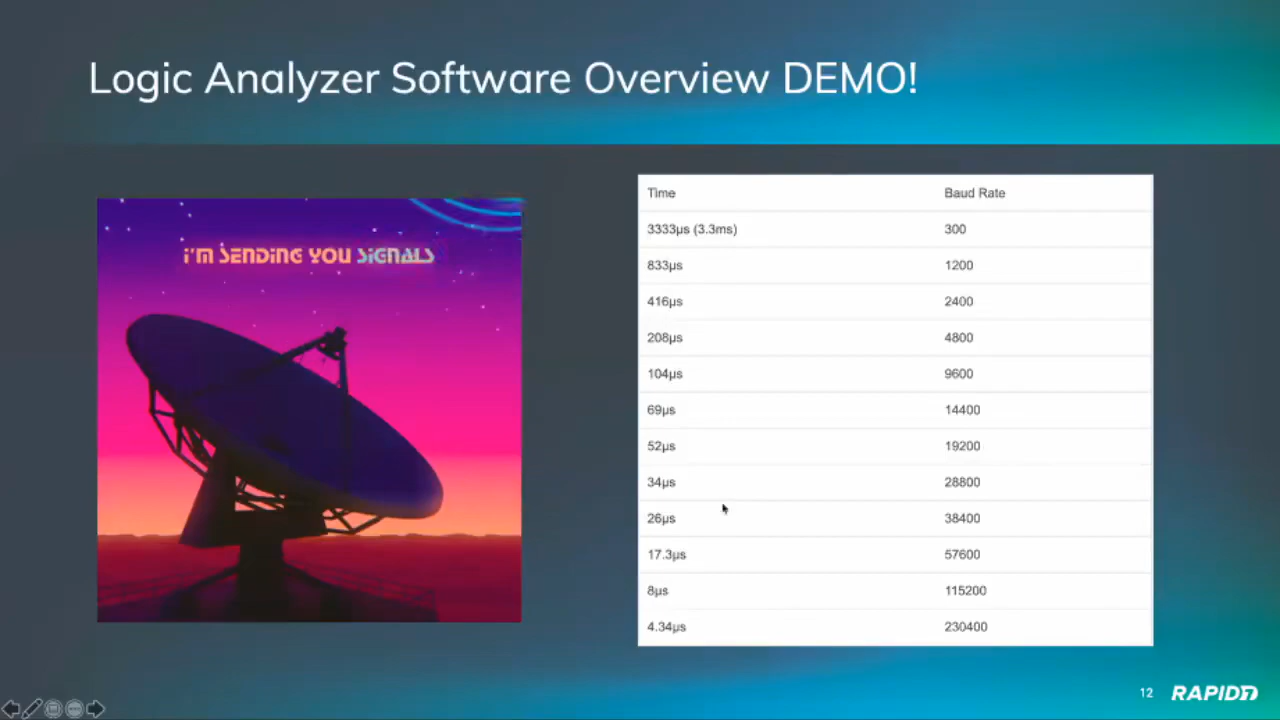 Logic Analyzer Software Overview DEMO!
i'm SENDING YOU SiGNALS
Time Baud Rate
3333µs (3.3ms) 300
833µs 1200
416µs 2400
208µs 4800
104µs 9600
69µs 14400
52µs 19200
34µs 28800
26µs 38400
17.3µs 57600
8µs 115200
4.34µs 230400
12 RAPID7